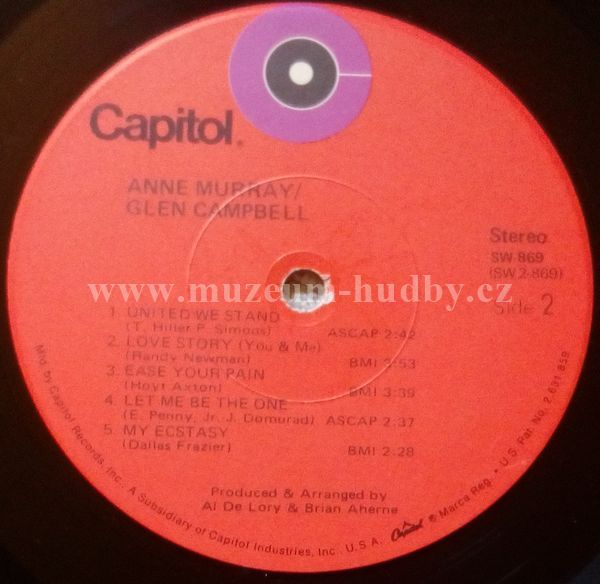 Capitol®
ANNE MURRAY/
GLEN CAMPBELL
Stereo
SW-869
(SW 2-869)
Side 2
www.muzeum-hudby.cz
1. UNITED WE STAND
(T. Hiller-P. Simons) ASCAP 2:42
2. LOVE STORY (You & Me)
(Randy Newman) BMI 3:53
3. EASE YOUR PAIN
(Hoyt Axton) BMI 3:39
4. LET ME BE THE ONE
(E. Penny, Jr. J. Domurad) ASCAP 2:37
5. MY ECSTASY
(Dallas Frazier) BMI 2:28
Produced & Arranged by
Al De Lory & Brian Aherne
Mfd. by Capitol Records, Inc., A Subsidiary of Capitol Industries, Inc. U.S.A. Capitol ® Marca Reg. • U.S. Pat. No. 2,631,859